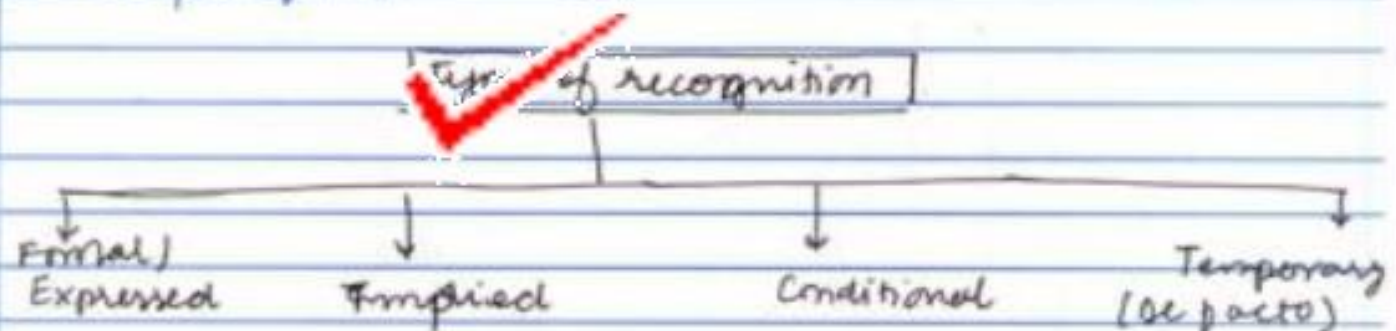 Type of recognition
Formal/
Expressed
Implied
Conditional
Temporary
(De facto)